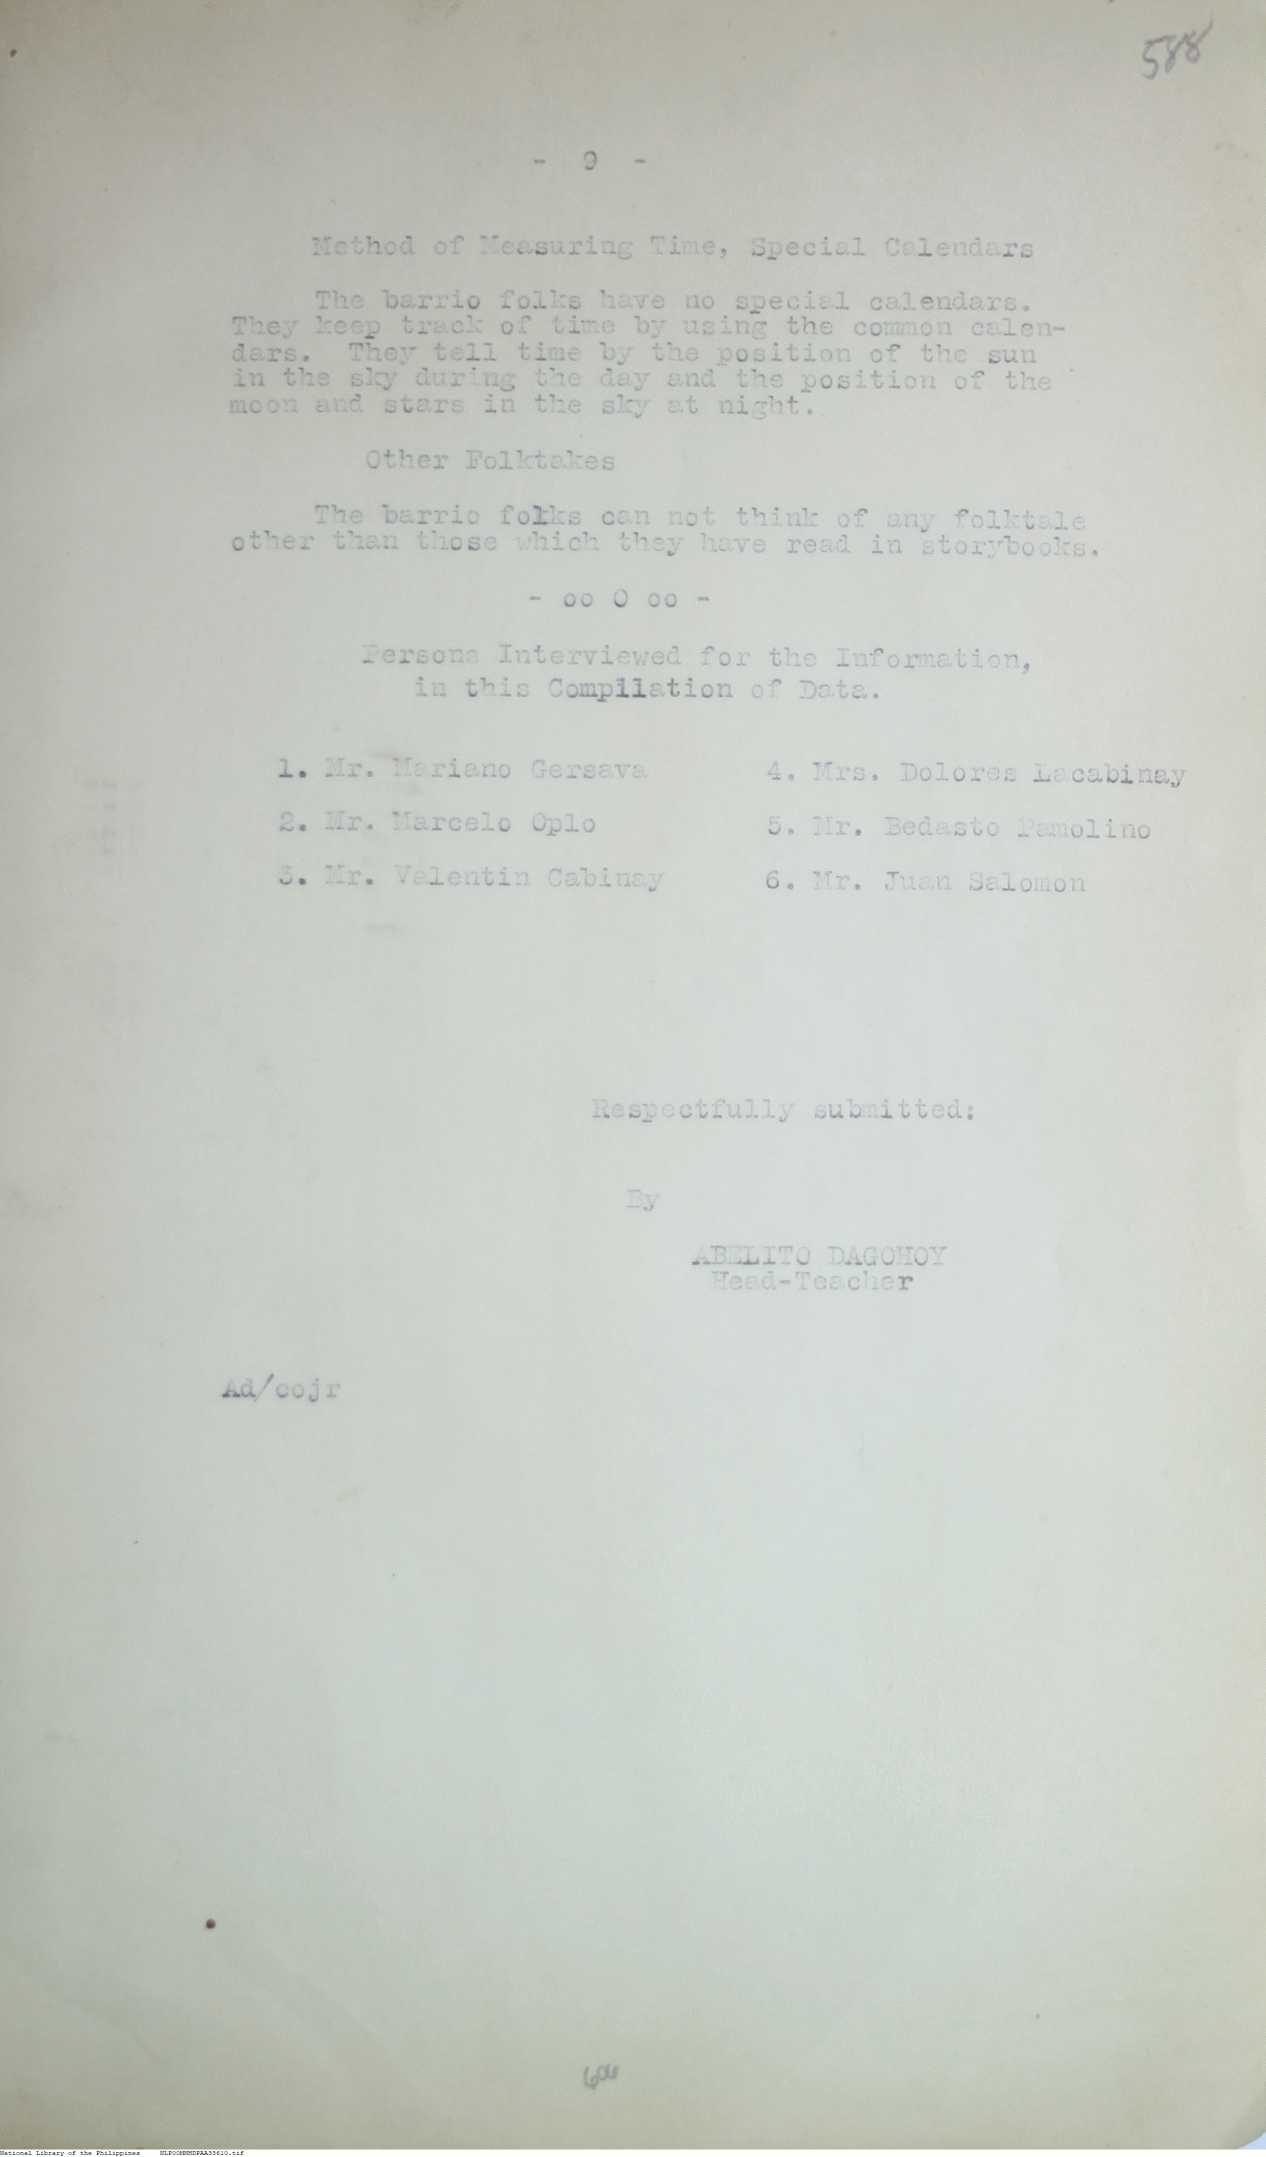 588
- 9 -
Method of Measuring Time, Special Calendars
The barrio folks have no special calendars.
They keep track of time by using the common calen-
dars. They tell time by the position of the sun
in the sky during the day and the position of the
moon and stars in the sky at night.
Other Folktakes
The barrio folks can not think of any folktale
other than those which they have read in storybooks.
- oo O oo -
Persons Interviewed for the Information,
in this Compilation of Data.
1. Mr. Mariano Gersava
4. Mrs. Dolores Lacabinay
2. Mr. Marcelo Oplo
5. Mr. Bedasto Pamolino
3. Mr. Valentin Cabinay
6. Mr. Juan Salomon
Respectfully submitted:
By
ABELITO DAGOHOY
Head-Teacher
Ad/cojr
National Library of the Philippines